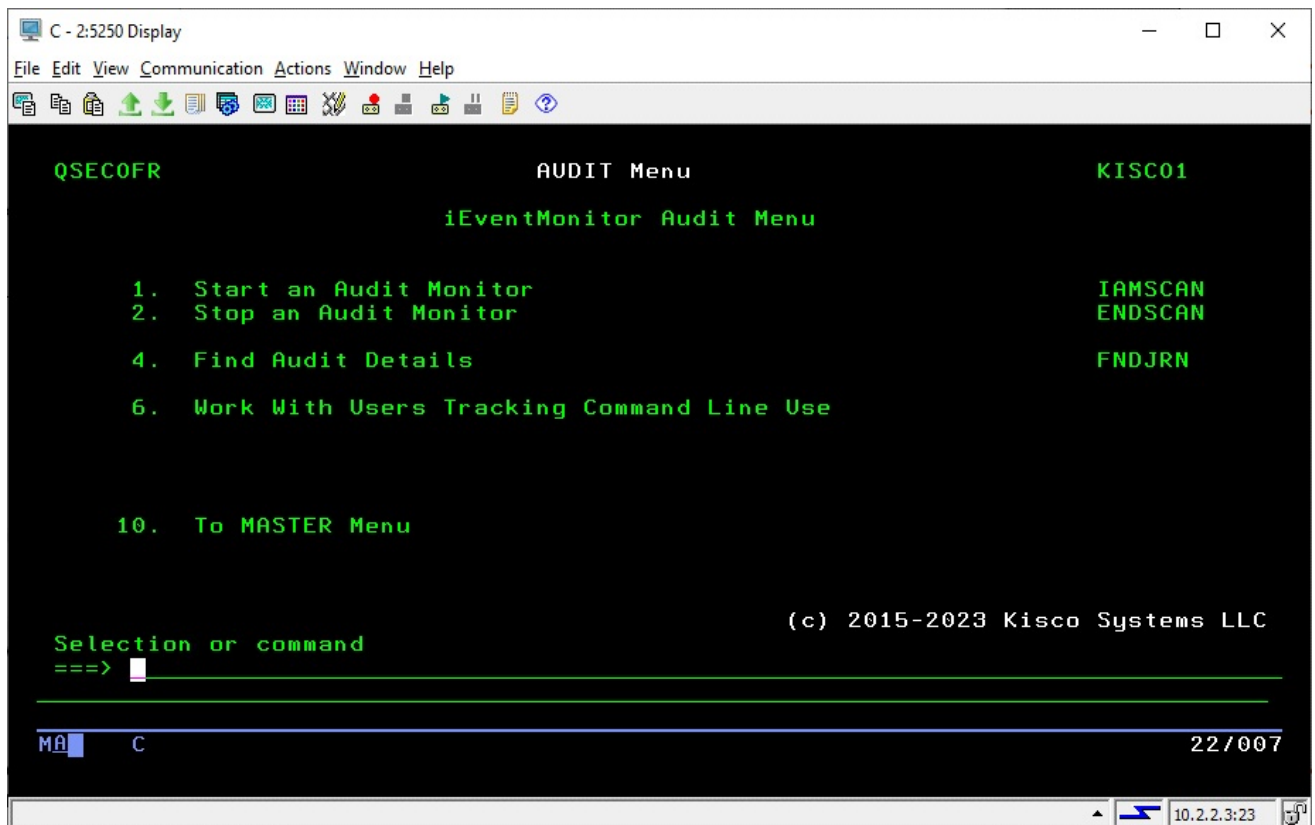 C - 2:5250 Display
File Edit View Communication Actions Window Help
QSECOFR AUDIT Menu KISCO1
iEventMonitor Audit Menu
1. Start an Audit Monitor IAMSCAN
2. Stop an Audit Monitor ENDSCAN
4. Find Audit Details FNDJRN
6. Work With Users Tracking Command Line Use
10. To MASTER Menu
(c) 2015-2023 Kisco Systems LLC
Selection or command
===>
MA C 22/007
10.2.2.3:23